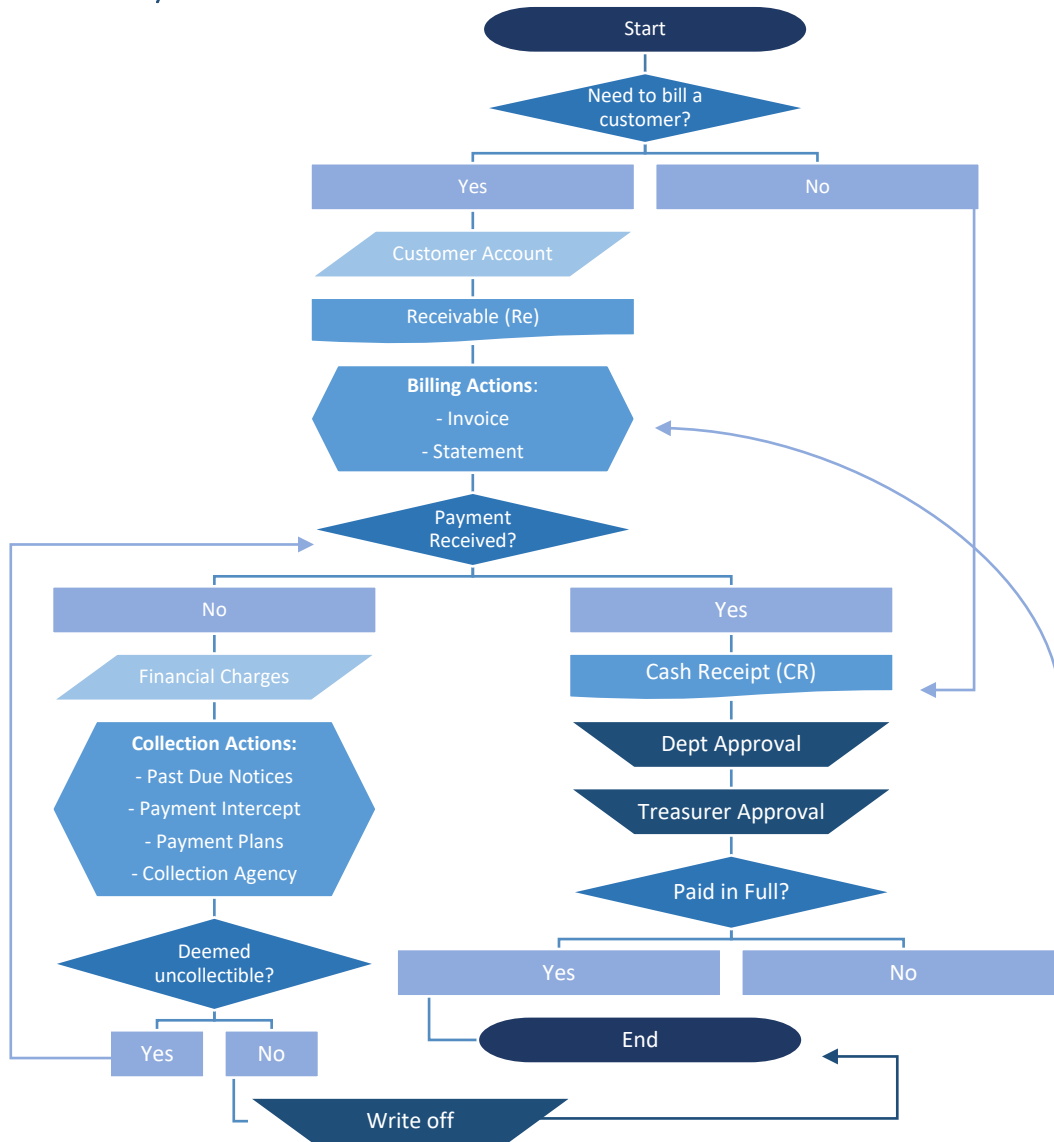 Start
Need to bill a
customer?
Yes
No
Customer Account
Receivable (Re)
Billing Actions:
- Invoice
- Statement
Payment
Received?
No
Yes
Financial Charges
Cash Receipt (CR)
Collection Actions:
- Past Due Notices
- Payment Intercept
- Payment Plans
- Collection Agency
Dept Approval
Treasurer Approval
Paid in Full?
Deemed
uncollectible?
Yes
No
Yes
No
End
Write off